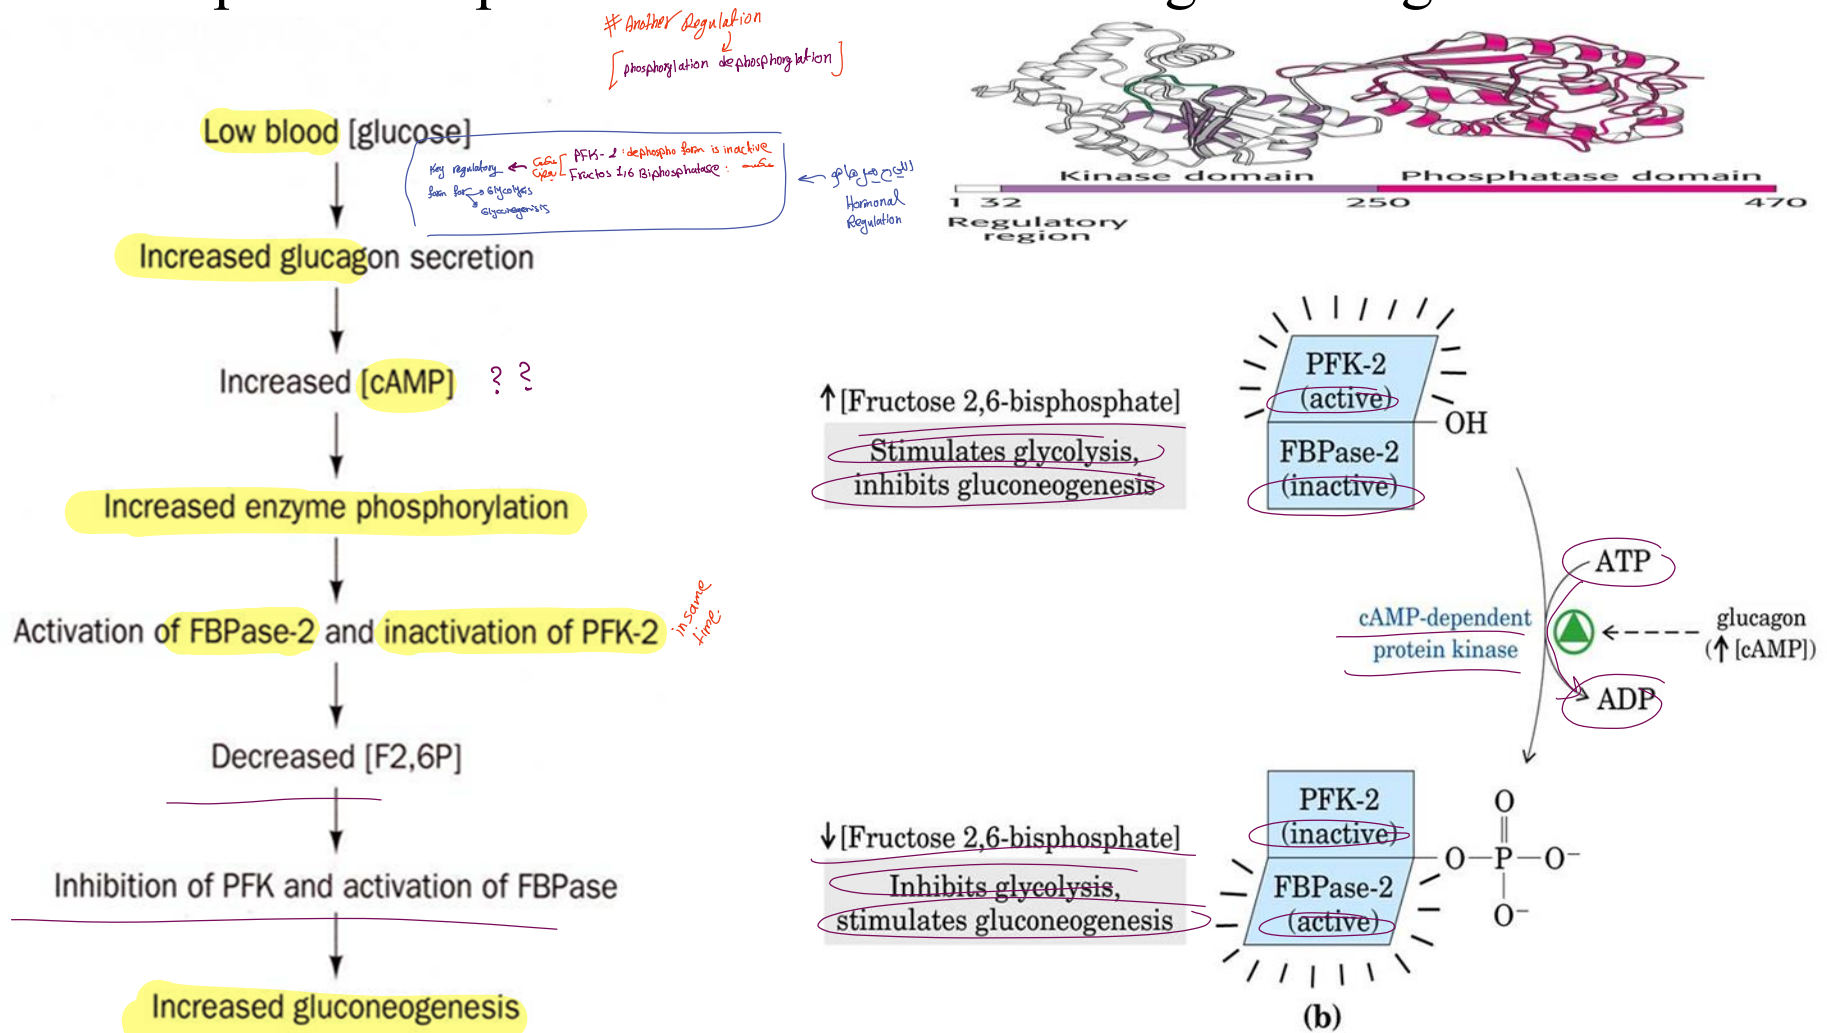 # Another Regulation
[phosphorylation dephosphorylation]
Low blood [glucose]
Key regulatory
form for → Glycolysis
PFK-2 : dephospho form is inactive
Fructos 1,6 Biphosphatase :
Hormonal
Regulation
Increased glucagon secretion
Increased [cAMP] ? ?
Increased enzyme phosphorylation
Activation of FBPase-2 and inactivation of PFK-2
in same
time.
Decreased [F2,6P]
Inhibition of PFK and activation of FBPase
Increased gluconeogenesis
Kinase domain Phosphatase domain
1 32 250 470
Regulatory
region
↑[Fructose 2,6-bisphosphate]
Stimulates glycolysis,
inhibits gluconeogenesis
PFK-2
(active)
OH
FBPase-2
(inactive)
ATP
cAMP-dependent
protein kinase
glucagon
(↑[cAMP])
ADP
↓[Fructose 2,6-bisphosphate]
Inhibits glycolysis,
stimulates gluconeogenesis
PFK-2
(inactive)
FBPase-2
(active)
O
O—P—O⁻
O⁻
(b)